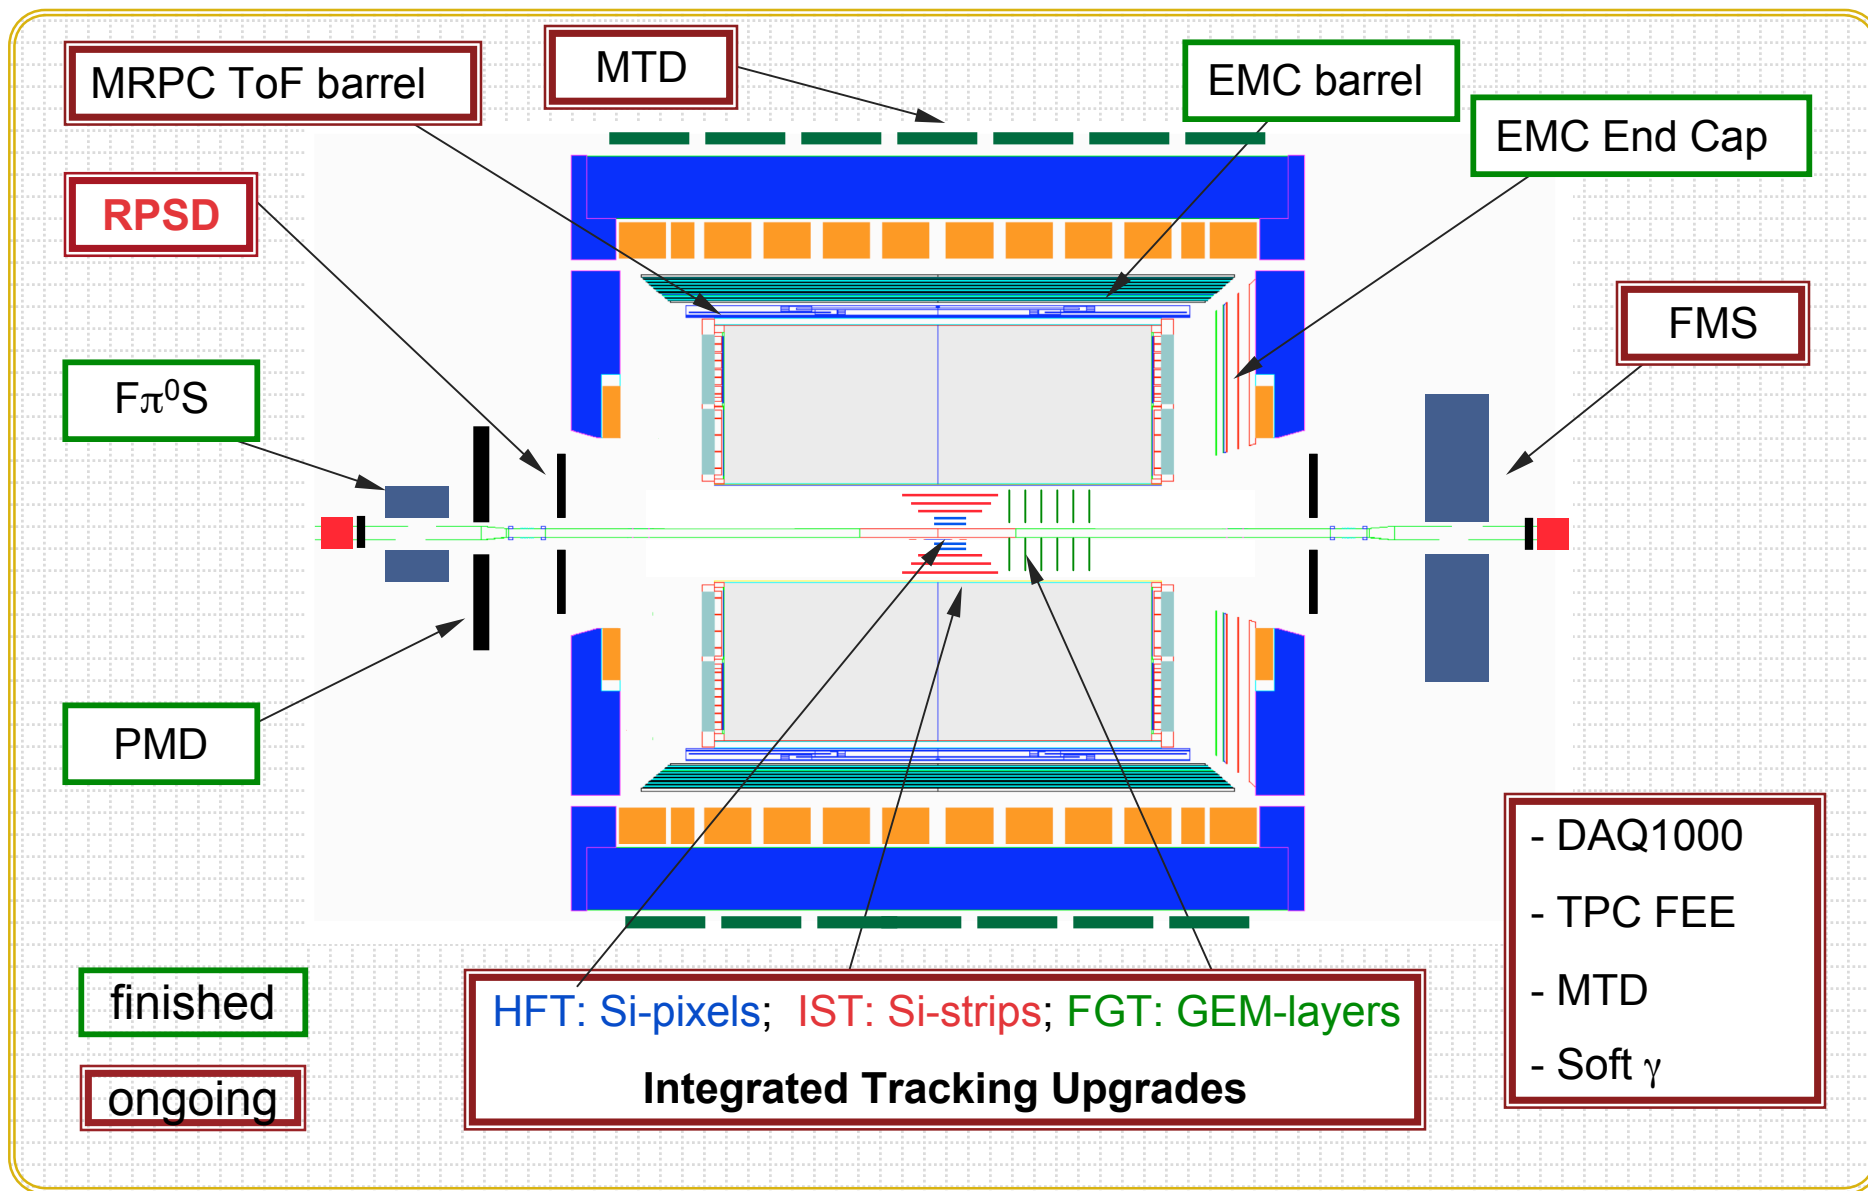 MRPC ToF barrel
MTD
EMC barrel
EMC End Cap
RPSD
FMS
Fπ⁰S
PMD
- DAQ1000
- TPC FEE
- MTD
- Soft γ
finished
ongoing
HFT: Si-pixels; IST: Si-strips; FGT: GEM-layers
Integrated Tracking Upgrades